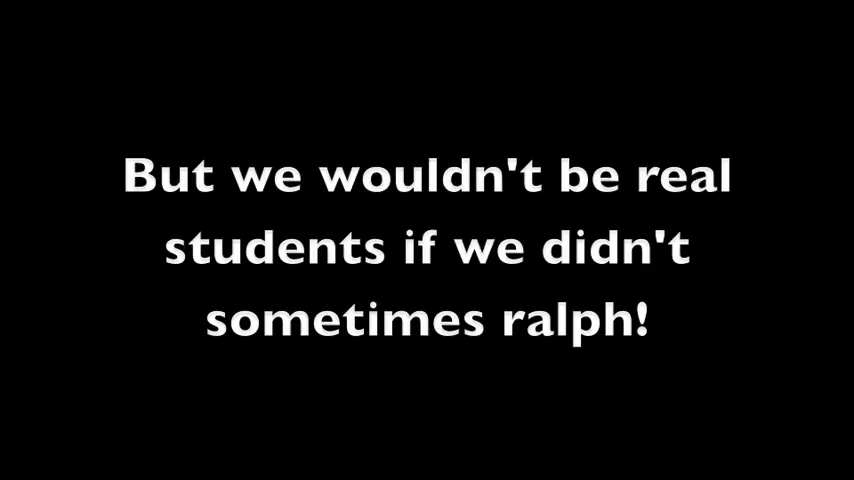 But we wouldn't be real
students if we didn't
sometimes ralph!